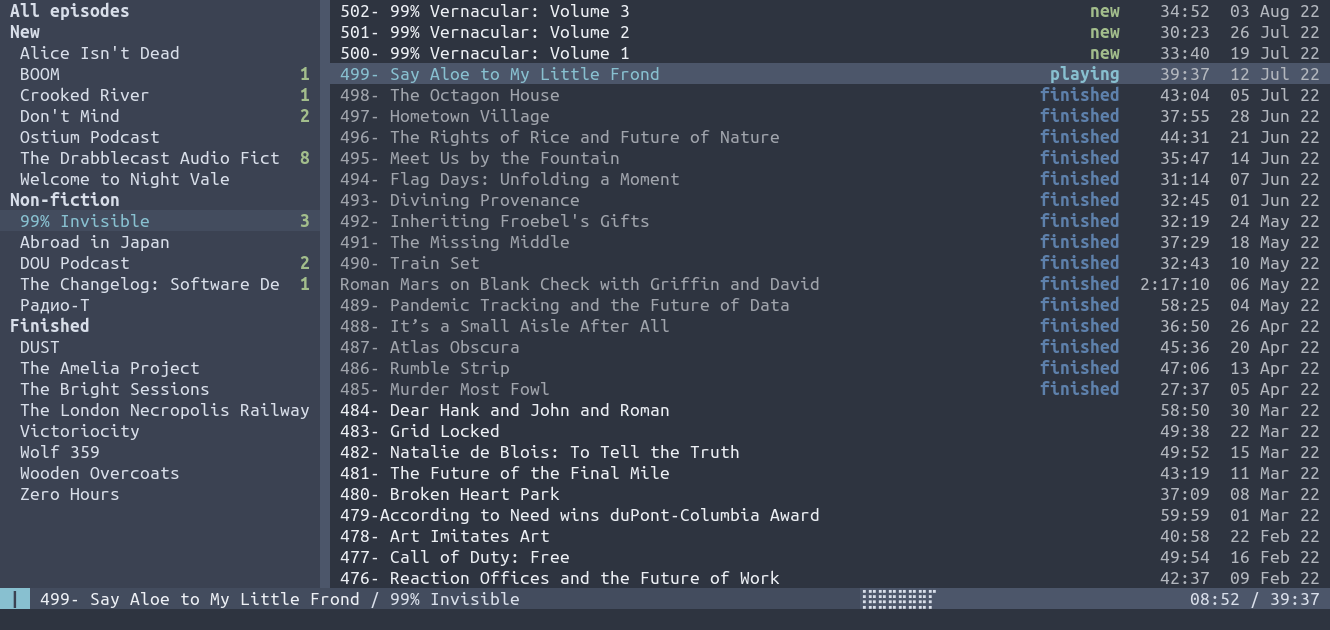 All episodes
New
Alice Isn't Dead
BOOM 1
Crooked River 1
Don't Mind 2
Ostium Podcast
The Drabblecast Audio Fict 8
Welcome to Night Vale
Non-fiction
99% Invisible 3
Abroad in Japan
DOU Podcast 2
The Changelog: Software De 1
Радио-Т
Finished
DUST
The Amelia Project
The Bright Sessions
The London Necropolis Railway
Victoriocity
Wolf 359
Wooden Overcoats
Zero Hours
502- 99% Vernacular: Volume 3 new 34:52 03 Aug 22
501- 99% Vernacular: Volume 2 new 30:23 26 Jul 22
500- 99% Vernacular: Volume 1 new 33:40 19 Jul 22
499- Say Aloe to My Little Frond playing 39:37 12 Jul 22
498- The Octagon House finished 43:04 05 Jul 22
497- Hometown Village finished 37:55 28 Jun 22
496- The Rights of Rice and Future of Nature finished 44:31 21 Jun 22
495- Meet Us by the Fountain finished 35:47 14 Jun 22
494- Flag Days: Unfolding a Moment finished 31:14 07 Jun 22
493- Divining Provenance finished 32:45 01 Jun 22
492- Inheriting Froebel's Gifts finished 32:19 24 May 22
491- The Missing Middle finished 37:29 18 May 22
490- Train Set finished 32:43 10 May 22
Roman Mars on Blank Check with Griffin and David finished 2:17:10 06 May 22
489- Pandemic Tracking and the Future of Data finished 58:25 04 May 22
488- It’s a Small Aisle After All finished 36:50 26 Apr 22
487- Atlas Obscura finished 45:36 20 Apr 22
486- Rumble Strip finished 47:06 13 Apr 22
485- Murder Most Fowl finished 27:37 05 Apr 22
484- Dear Hank and John and Roman 58:50 30 Mar 22
483- Grid Locked 49:38 22 Mar 22
482- Natalie de Blois: To Tell the Truth 49:52 15 Mar 22
481- The Future of the Final Mile 43:19 11 Mar 22
480- Broken Heart Park 37:09 08 Mar 22
479-According to Need wins duPont-Columbia Award 59:59 01 Mar 22
478- Art Imitates Art 40:58 22 Feb 22
477- Call of Duty: Free 49:54 16 Feb 22
476- Reaction Offices and the Future of Work 42:37 09 Feb 22
| 499- Say Aloe to My Little Frond / 99% Invisible 08:52 / 39:37